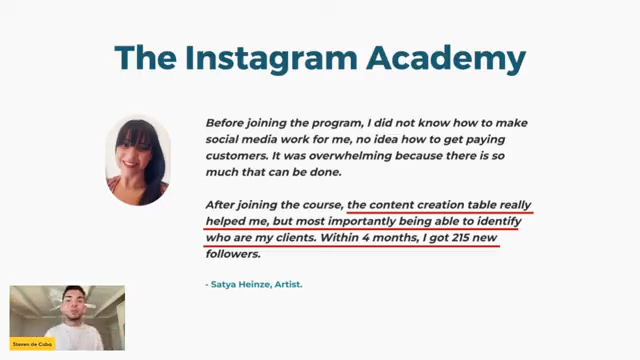 The Instagram Academy
Before joining the program, I did not know how to make
social media work for me, no idea how to get paying
customers. It was overwhelming because there is so
much that can be done.
After joining the course, the content creation table really
helped me, but most importantly being able to identify
who are my clients. Within 4 months, I got 215 new
followers.
- Satya Heinze, Artist.
Steven de Cuba